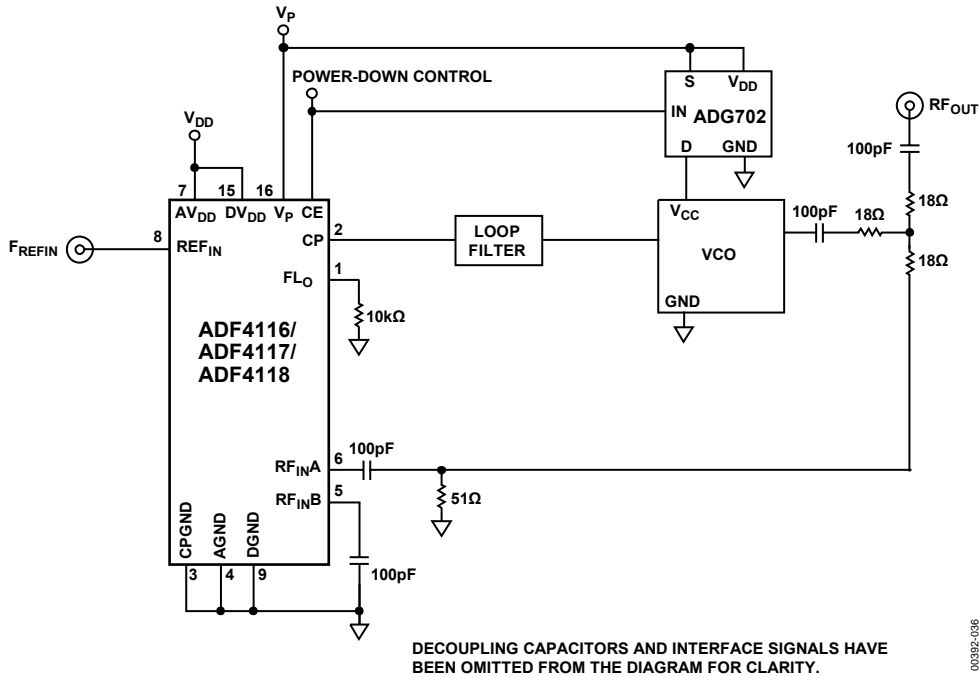 VP
POWER-DOWN CONTROL
S VDD
IN ADG702
D GND
RFOUT
100pF
18Ω
VDD
7 15 16
AVDD DVDD VP CE
FREFIN
8 REFIN
CP 2
LOOP
FILTER
VCC
VCO
GND
100pF
18Ω
18Ω
FLO 1
10kΩ
ADF4116/
ADF4117/
ADF4118
RFINA 6
100pF
51Ω
RFINB 5
100pF
CPGND
AGND
DGND
3 4 9
DECOUPLING CAPACITORS AND INTERFACE SIGNALS HAVE
BEEN OMITTED FROM THE DIAGRAM FOR CLARITY.
00392-036